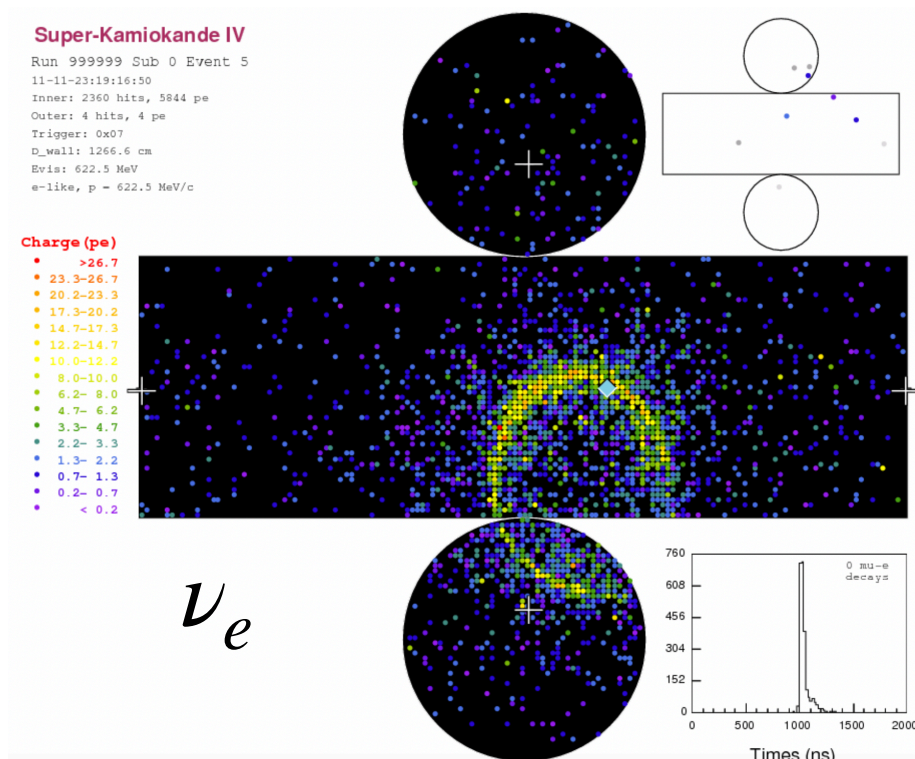 Super-Kamiokande IV
Run 999999 Sub 0 Event 5
11-11-23:19:16:50
Inner: 2360 hits, 5844 pe
Outer: 4 hits, 4 pe
Trigger: 0x07
D_wall: 1266.6 cm
Evis: 622.5 MeV
e-like, p = 622.5 MeV/c
Charge(pe)
>26.7
23.3-26.7
20.2-23.3
17.3-20.2
14.7-17.3
12.2-14.7
10.0-12.2
8.0-10.0
6.2- 8.0
4.7- 6.2
3.3- 4.7
2.2- 3.3
1.3- 2.2
0.7- 1.3
0.2- 0.7
< 0.2
νe
0 mu-e
decays
760
608
456
304
152
0
0 500 1000 1500 2000
Times (ns)